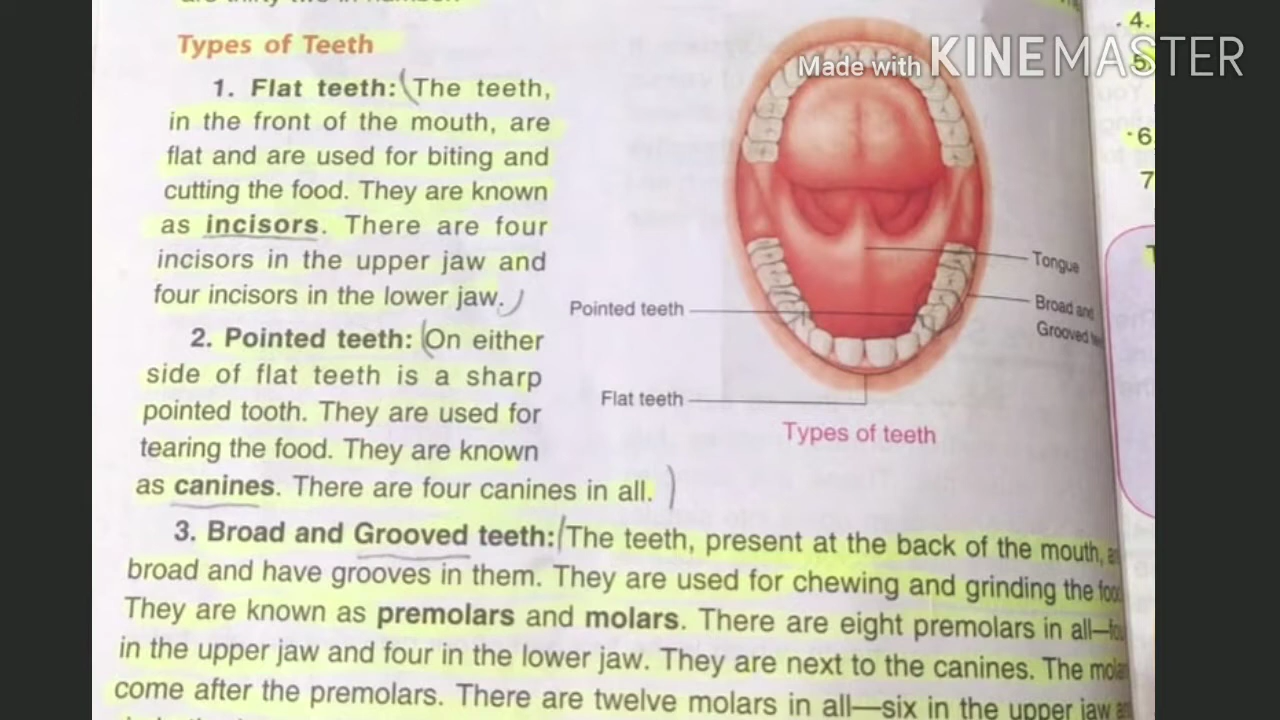 are thirty two in number.
Types of Teeth
1. Flat teeth: (The teeth,
in the front of the mouth, are
flat and are used for biting and
cutting the food. They are known
as incisors. There are four
incisors in the upper jaw and
four incisors in the lower jaw.)
2. Pointed teeth: (On either
side of flat teeth is a sharp
pointed tooth. They are used for
tearing the food. They are known
as canines. There are four canines in all.)
3. Broad and Grooved teeth: (The teeth, present at the back of the mouth,
broad and have grooves in them. They are used for chewing and grinding the
They are known as premolars and molars. There are eight premolars in all—
in the upper jaw and four in the lower jaw. They are next to the canines. The
come after the premolars. There are twelve molars in all—six in the upper jaw
Made with KINEMASTER
Tongue
Pointed teeth
Broad and
Grooved
Flat teeth
Types of teeth
4.
5.
6
7